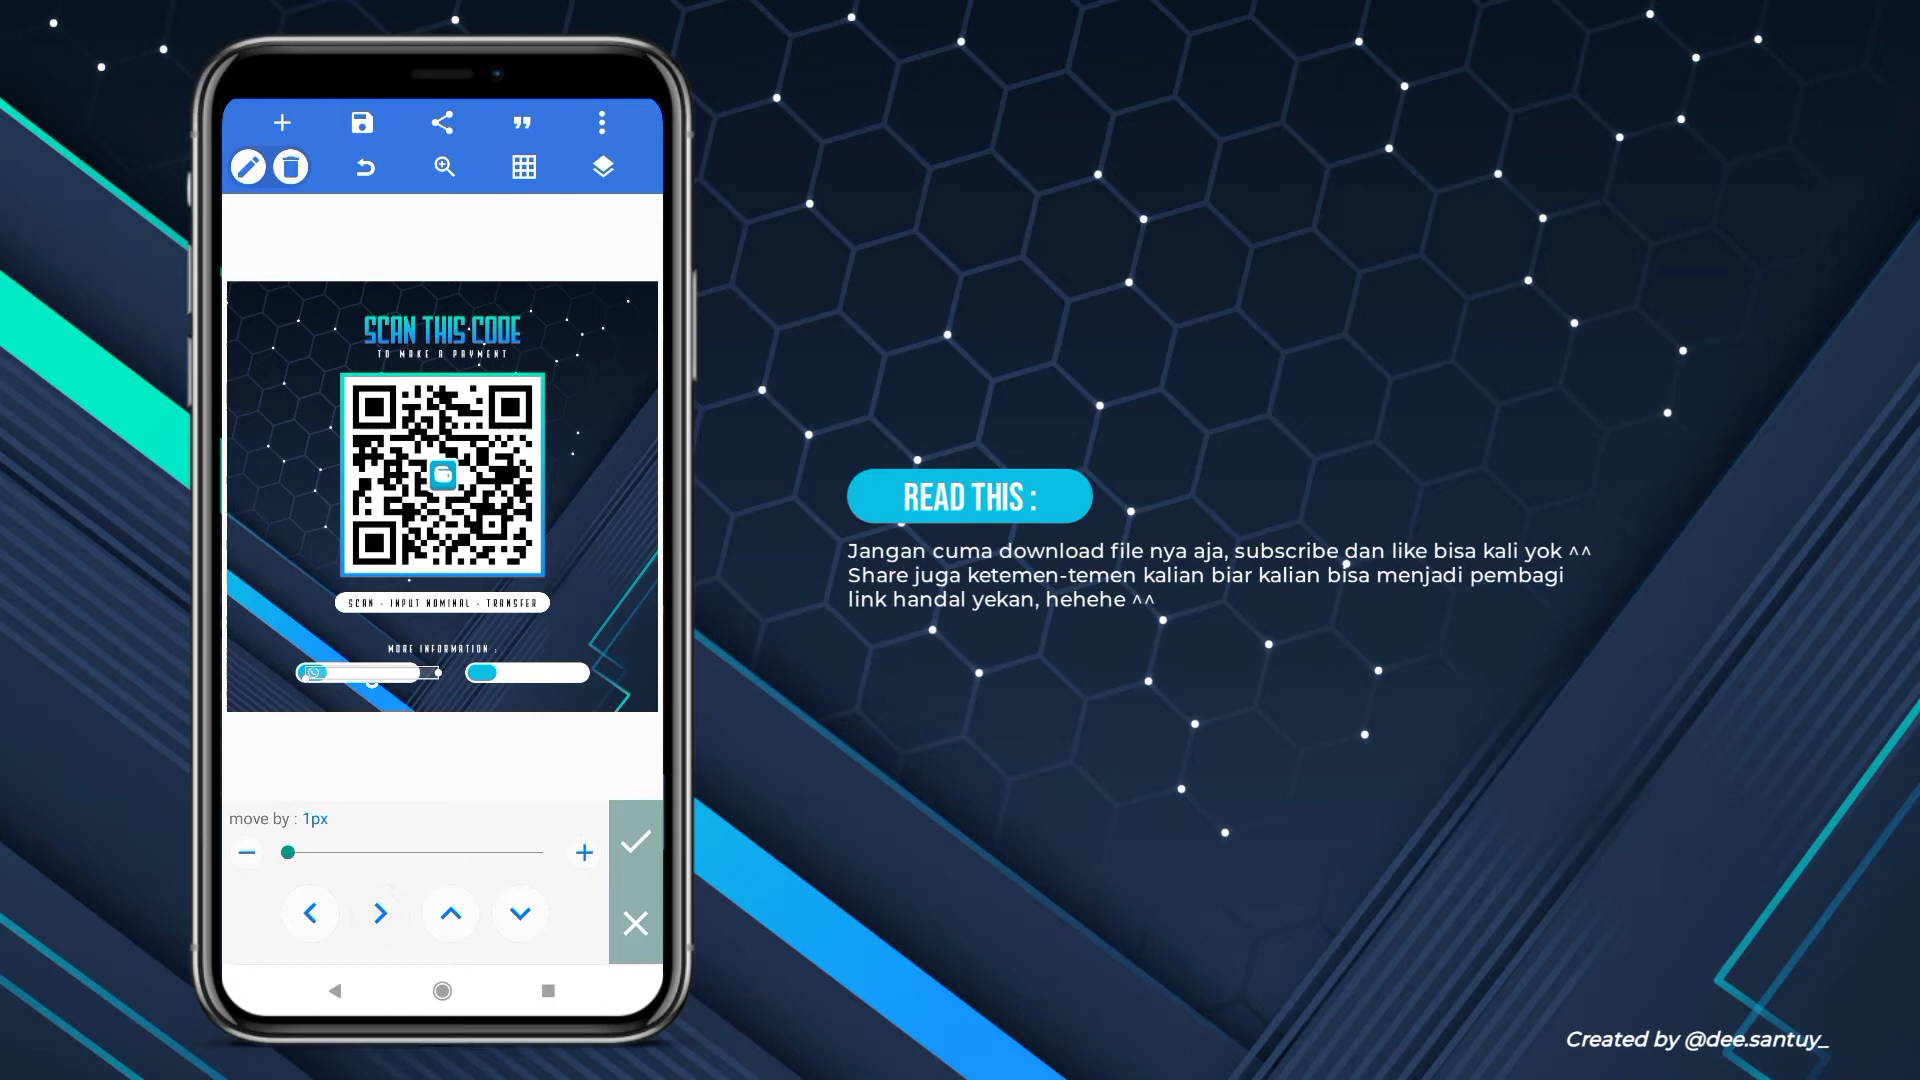 SCAN THIS CODE
TO MAKE A PAYMENT
SCAN - INPUT NOMINAL - TRANSFER
MORE INFORMATION :
move by : 1px
READ THIS :
Jangan cuma download file nya aja, subscribe dan like bisa kali yok ^^
Share juga ketemen-temen kalian biar kalian bisa menjadi pembagi
link handal yekan, hehehe ^^
Created by @dee.santuy_